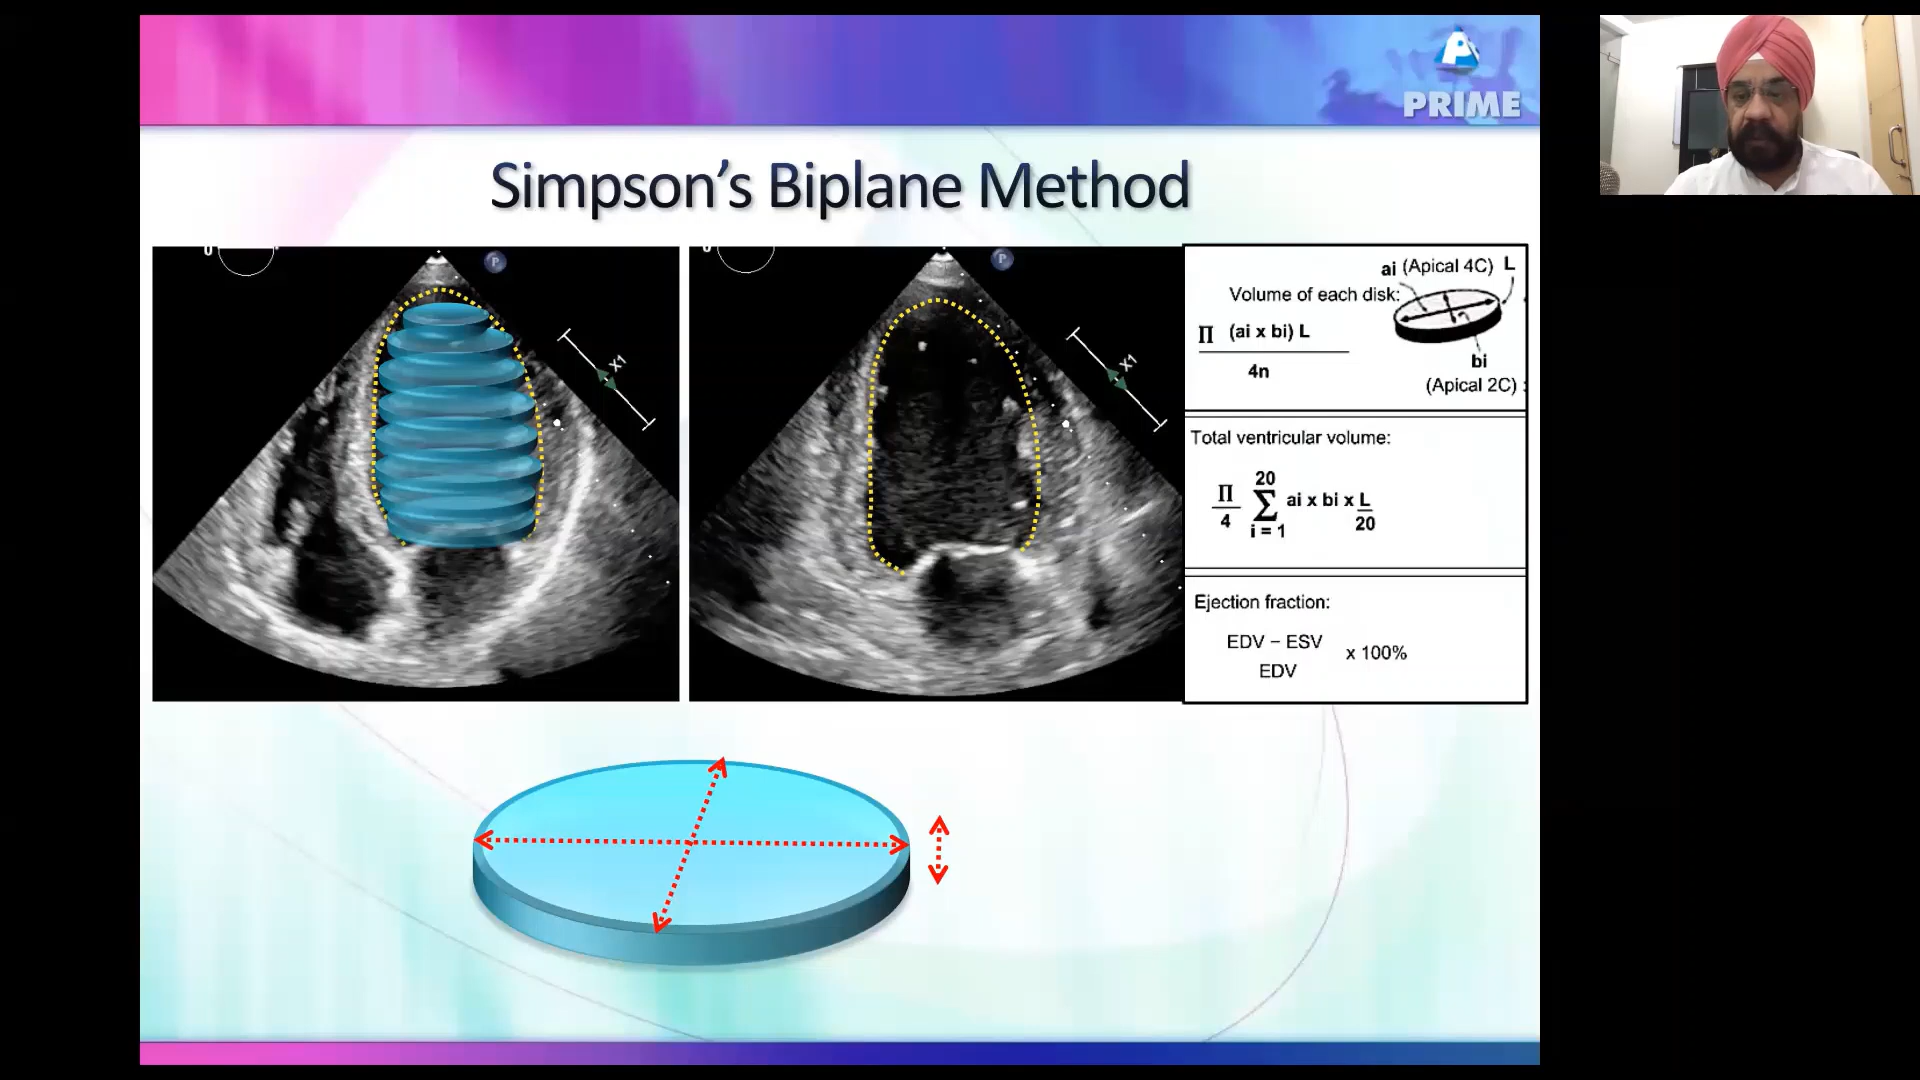 PRIME
Simpson's Biplane Method
P
X1
P
X1
ai (Apical 4C) L
Volume of each disk:
Π (ai x bi) L
4n
bi
(Apical 2C)
Total ventricular volume:
Π
4
20
Σ
i = 1
ai x bi x L
20
Ejection fraction:
EDV – ESV
EDV
x 100%